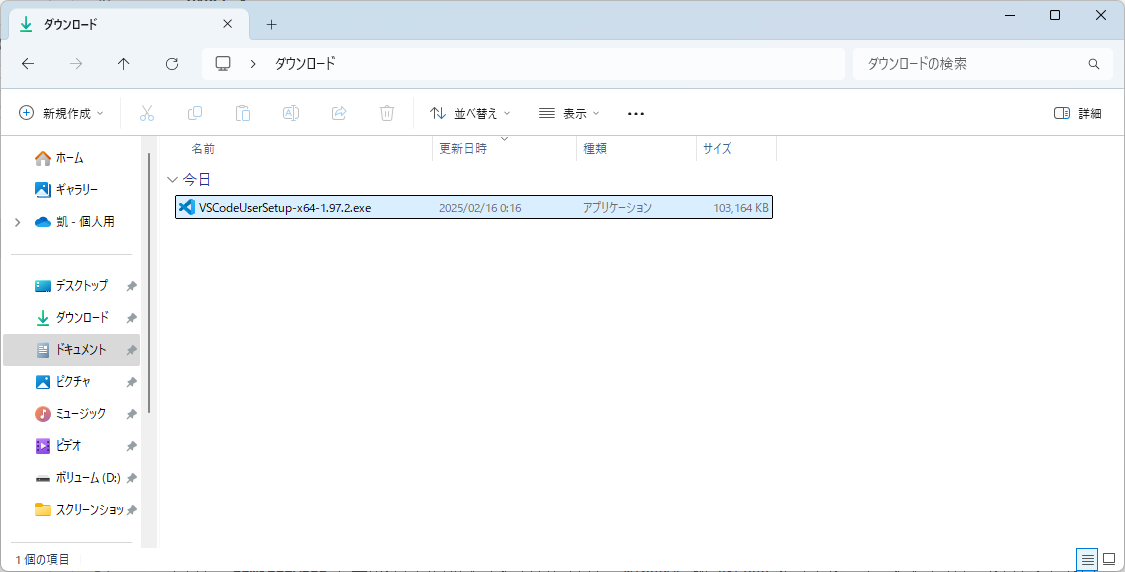 ダウンロード
ダウンロード
ダウンロードの検索
新規作成
並べ替え
表示
詳細
名前 更新日時 種類 サイズ
今日
VSCodeUserSetup-x64-1.97.2.exe 2025/02/16 0:16 アプリケーション 103,164 KB
ホーム
ギャラリー
凱 - 個人用
デスクトップ
ダウンロード
ドキュメント
ピクチャ
ミュージック
ビデオ
ボリューム (D:)
スクリーンショッ
1 個の項目